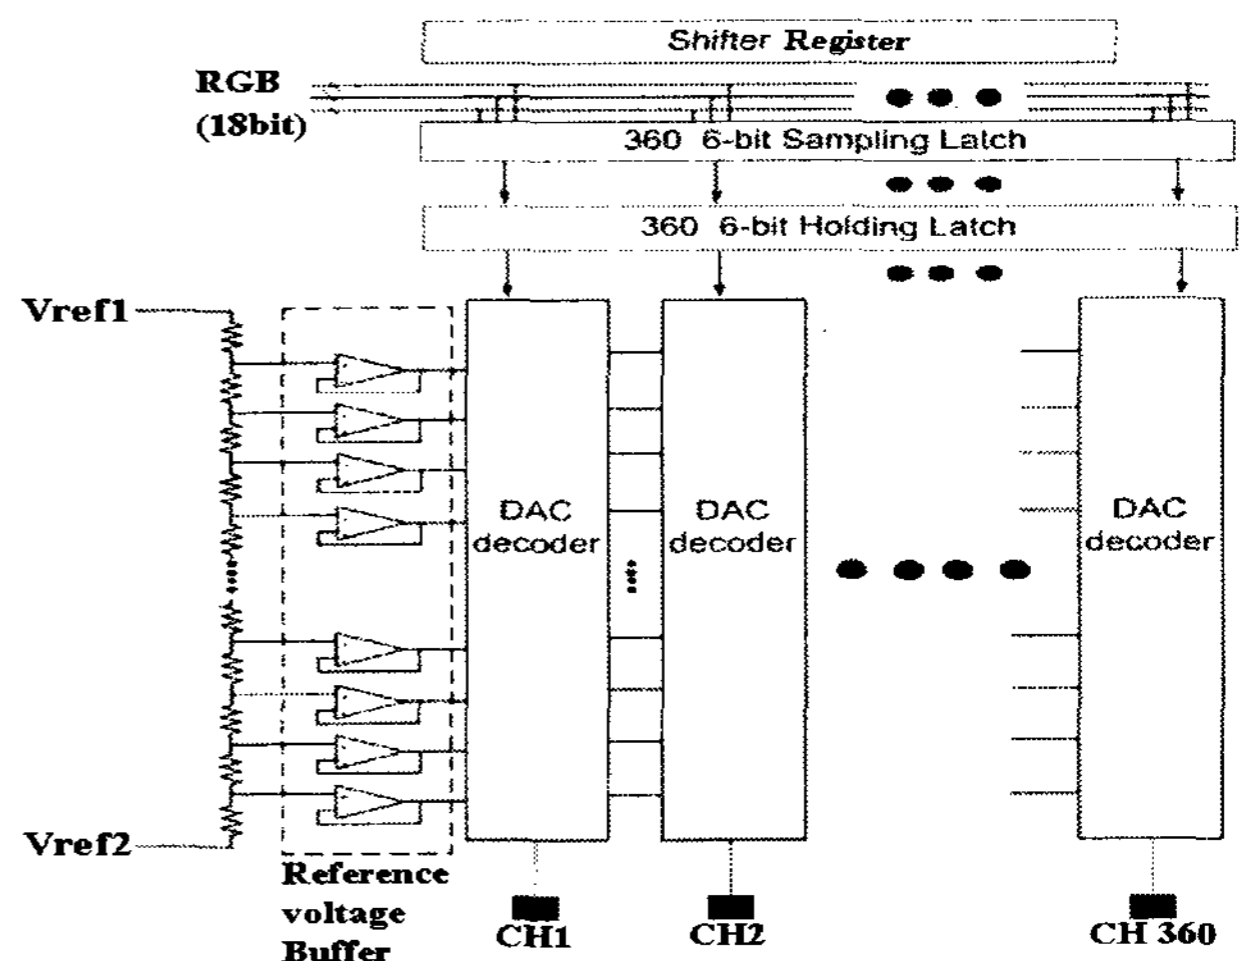 Shifter Register
RGB
(18bit)
360 6-bit Sampling Latch
360 6-bit Holding Latch
Vref1
DAC
decoder
DAC
decoder
DAC
decoder
Vref2
Reference
voltage
Buffer
CH1
CH2
CH 360